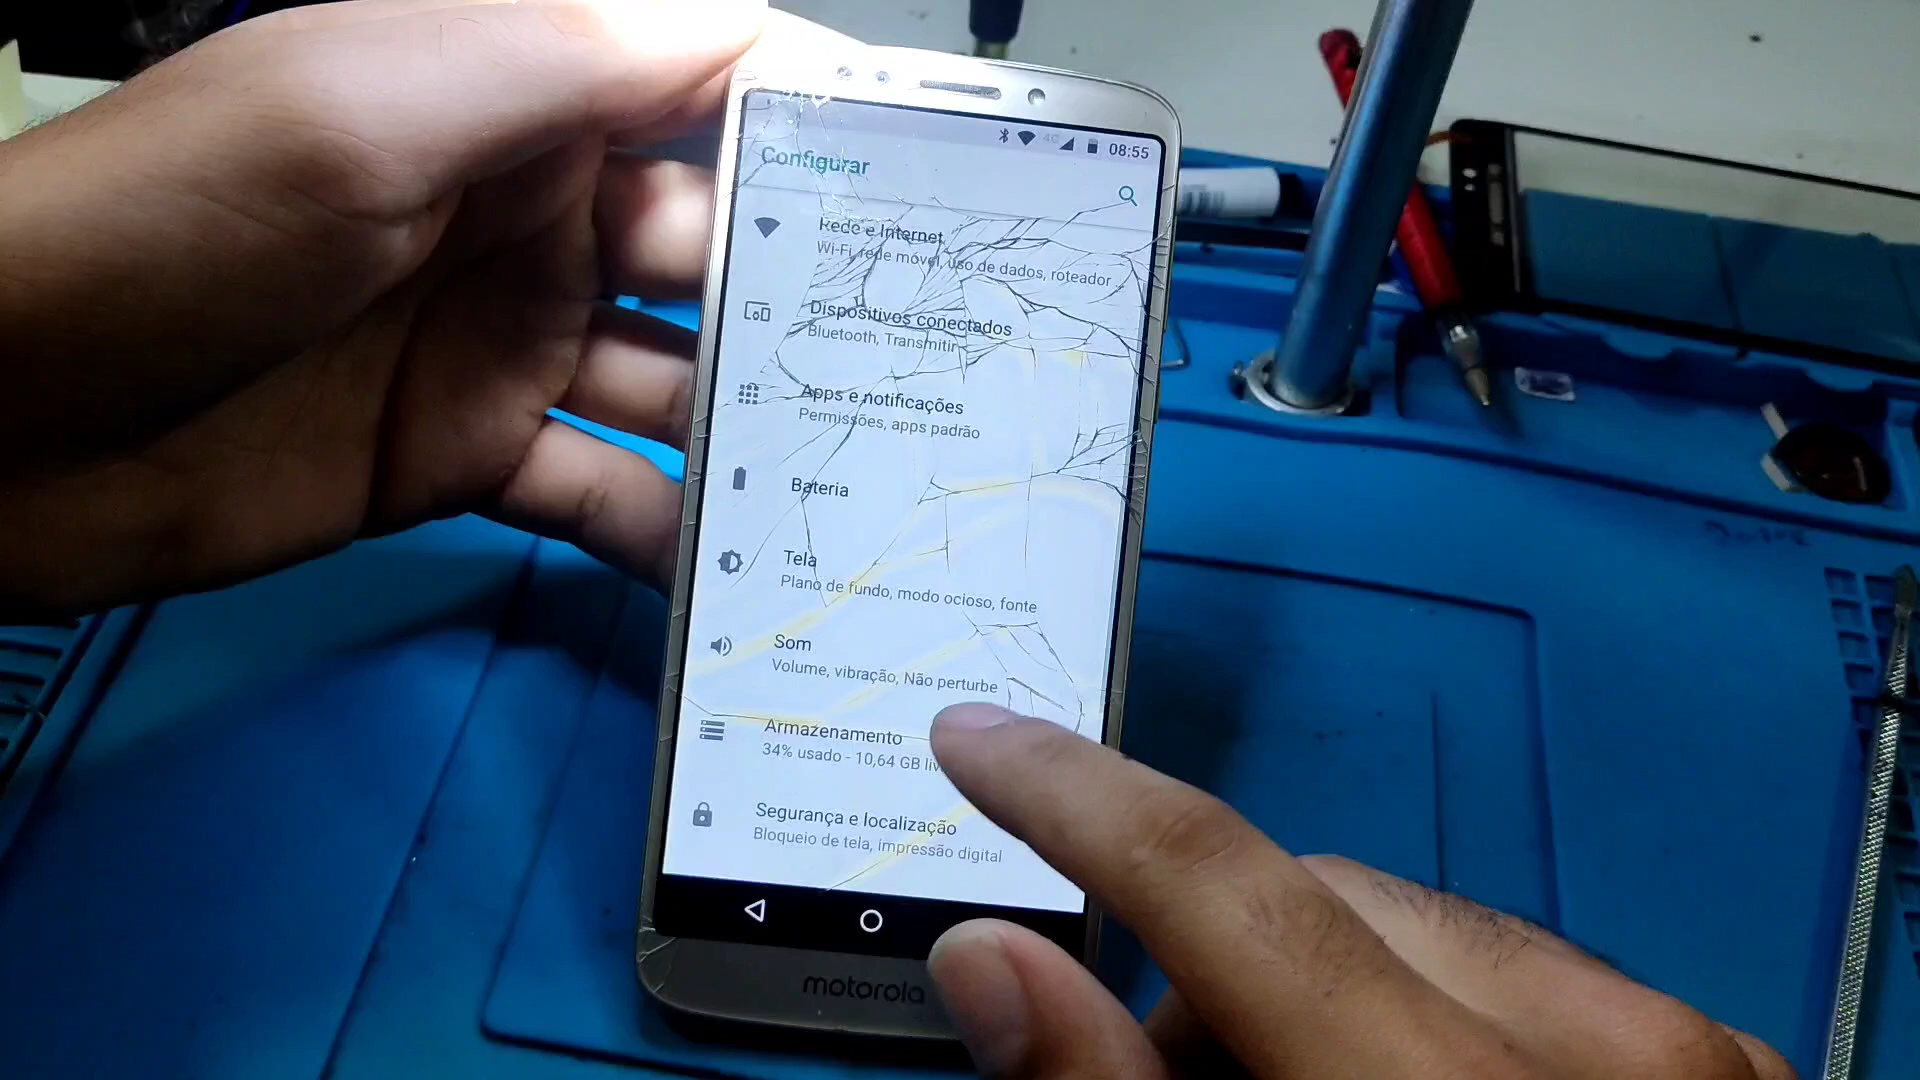 4G 08:55
Configurar
Rede e Internet
Wi-Fi, rede móvel, uso de dados, roteador ..
Dispositivos conectados
Bluetooth, Transmitir
Apps e notificações
Permissões, apps padrão
Bateria
Tela
Plano de fundo, modo ocioso, fonte
Som
Volume, vibração, Não perturbe
Armazenamento
34% usado - 10,64 GB liv
Segurança e localização
Bloqueio de tela, impressão digital
motorola